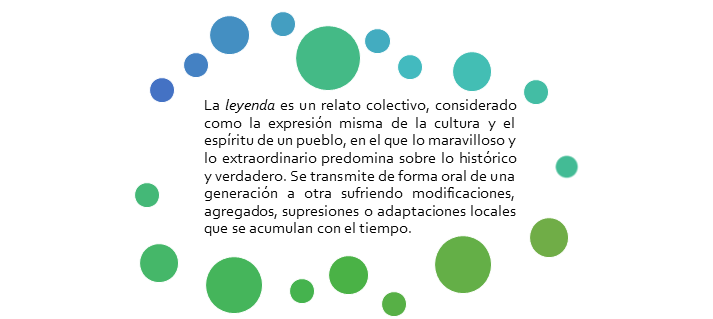 La leyenda es un relato colectivo, considerado
como la expresión misma de la cultura y el
espíritu de un pueblo, en el que lo maravilloso y
lo extraordinario predomina sobre lo histórico
y verdadero. Se transmite de forma oral de una
generación a otra sufriendo modificaciones,
agregados, supresiones o adaptaciones locales
que se acumulan con el tiempo.